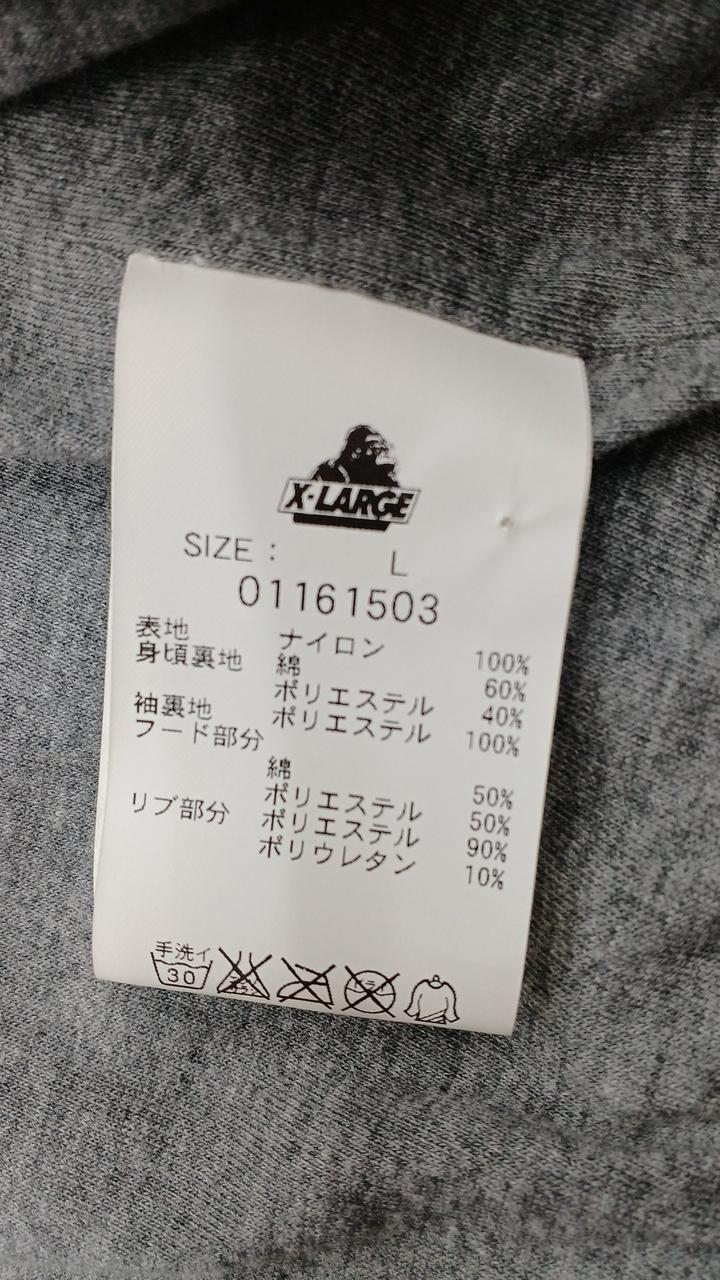 X-LARGE
SIZE : L
01161503
表地 ナイロン 100%
身頃裏地 綿 60%
ポリエステル 40%
袖裏地 ポリエステル 100%
フード部分
綿 50%
ポリエステル 50%
リブ部分 ポリエステル 90%
ポリウレタン 10%
手洗イ
30